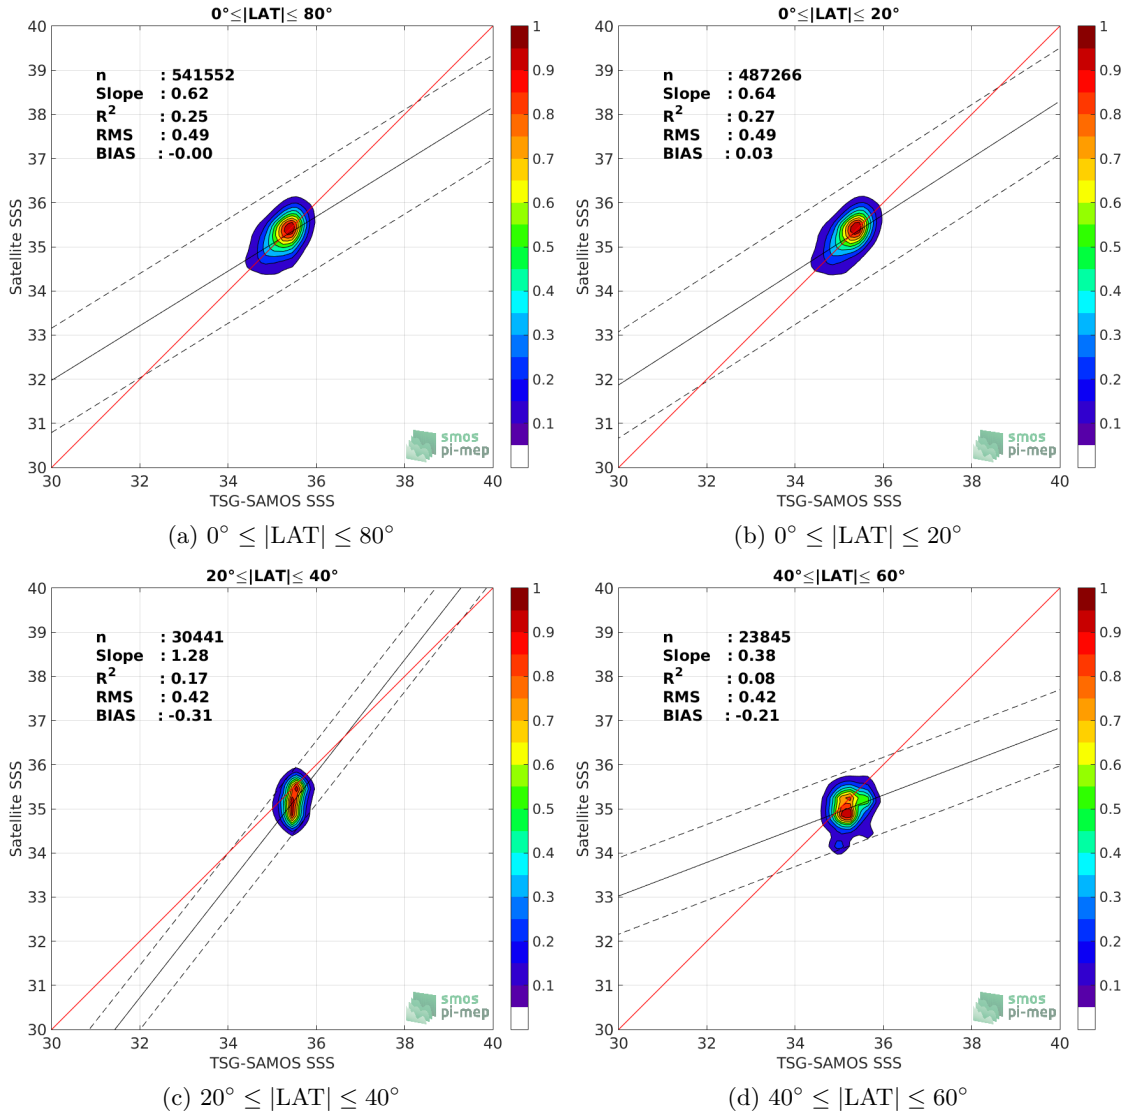 0°≤|LAT|≤ 80°
n : 541552
Slope : 0.62
R² : 0.25
RMS : 0.49
BIAS : -0.00
Satellite SSS
40
39
38
37
36
35
34
33
32
31
30
30 32 34 36 38 40
TSG-SAMOS SSS
1
0.9
0.8
0.7
0.6
0.5
0.4
0.3
0.2
0.1
smos
pi-mep
(a) 0° ≤ |LAT| ≤ 80°
0°≤|LAT|≤ 20°
n : 487266
Slope : 0.64
R² : 0.27
RMS : 0.49
BIAS : 0.03
Satellite SSS
40
39
38
37
36
35
34
33
32
31
30
30 32 34 36 38 40
TSG-SAMOS SSS
1
0.9
0.8
0.7
0.6
0.5
0.4
0.3
0.2
0.1
smos
pi-mep
(b) 0° ≤ |LAT| ≤ 20°
20°≤|LAT|≤ 40°
n : 30441
Slope : 1.28
R² : 0.17
RMS : 0.42
BIAS : -0.31
Satellite SSS
40
39
38
37
36
35
34
33
32
31
30
30 32 34 36 38 40
TSG-SAMOS SSS
1
0.9
0.8
0.7
0.6
0.5
0.4
0.3
0.2
0.1
smos
pi-mep
(c) 20° ≤ |LAT| ≤ 40°
40°≤|LAT|≤ 60°
n : 23845
Slope : 0.38
R² : 0.08
RMS : 0.42
BIAS : -0.21
Satellite SSS
40
39
38
37
36
35
34
33
32
31
30
30 32 34 36 38 40
TSG-SAMOS SSS
1
0.9
0.8
0.7
0.6
0.5
0.4
0.3
0.2
0.1
smos
pi-mep
(d) 40° ≤ |LAT| ≤ 60°